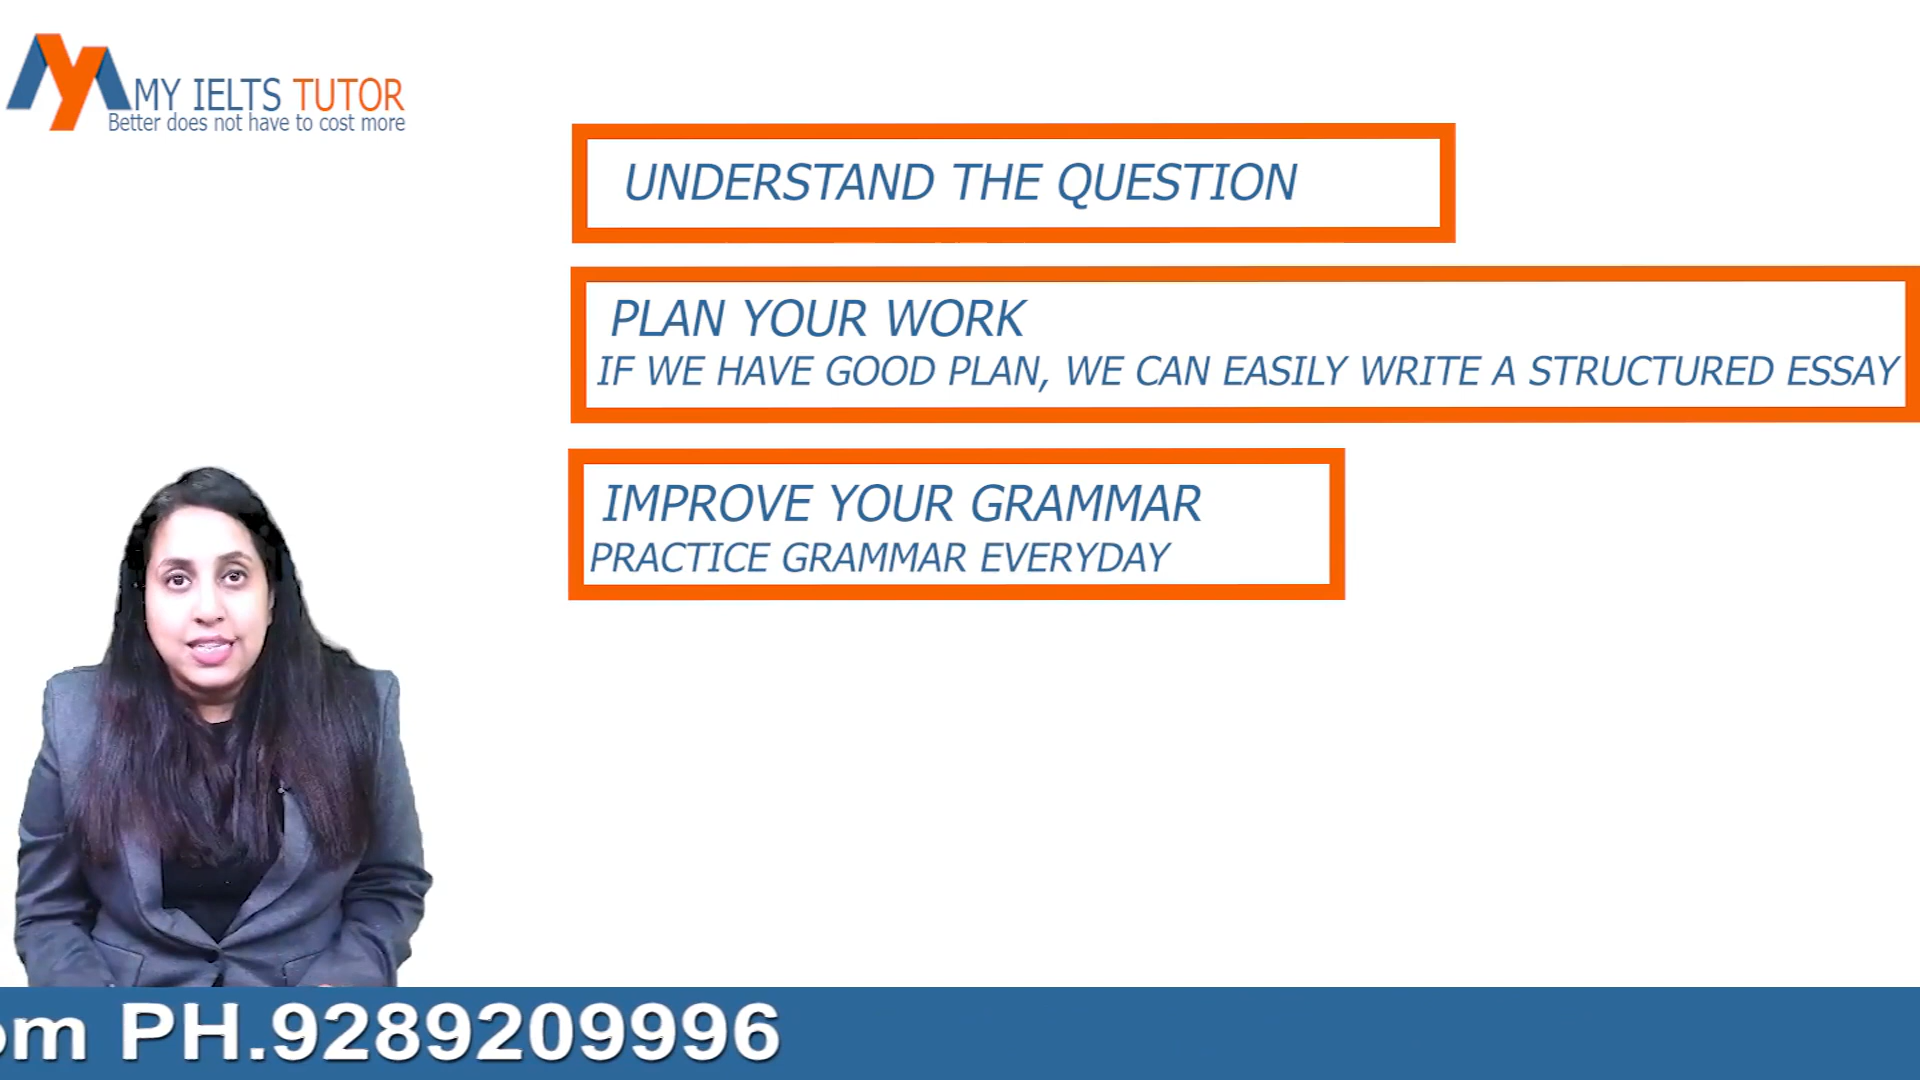 MY IELTS TUTOR
Better does not have to cost more
UNDERSTAND THE QUESTION
PLAN YOUR WORK
IF WE HAVE GOOD PLAN, WE CAN EASILY WRITE A STRUCTURED ESSAY
IMPROVE YOUR GRAMMAR
PRACTICE GRAMMAR EVERYDAY
om PH.9289209996